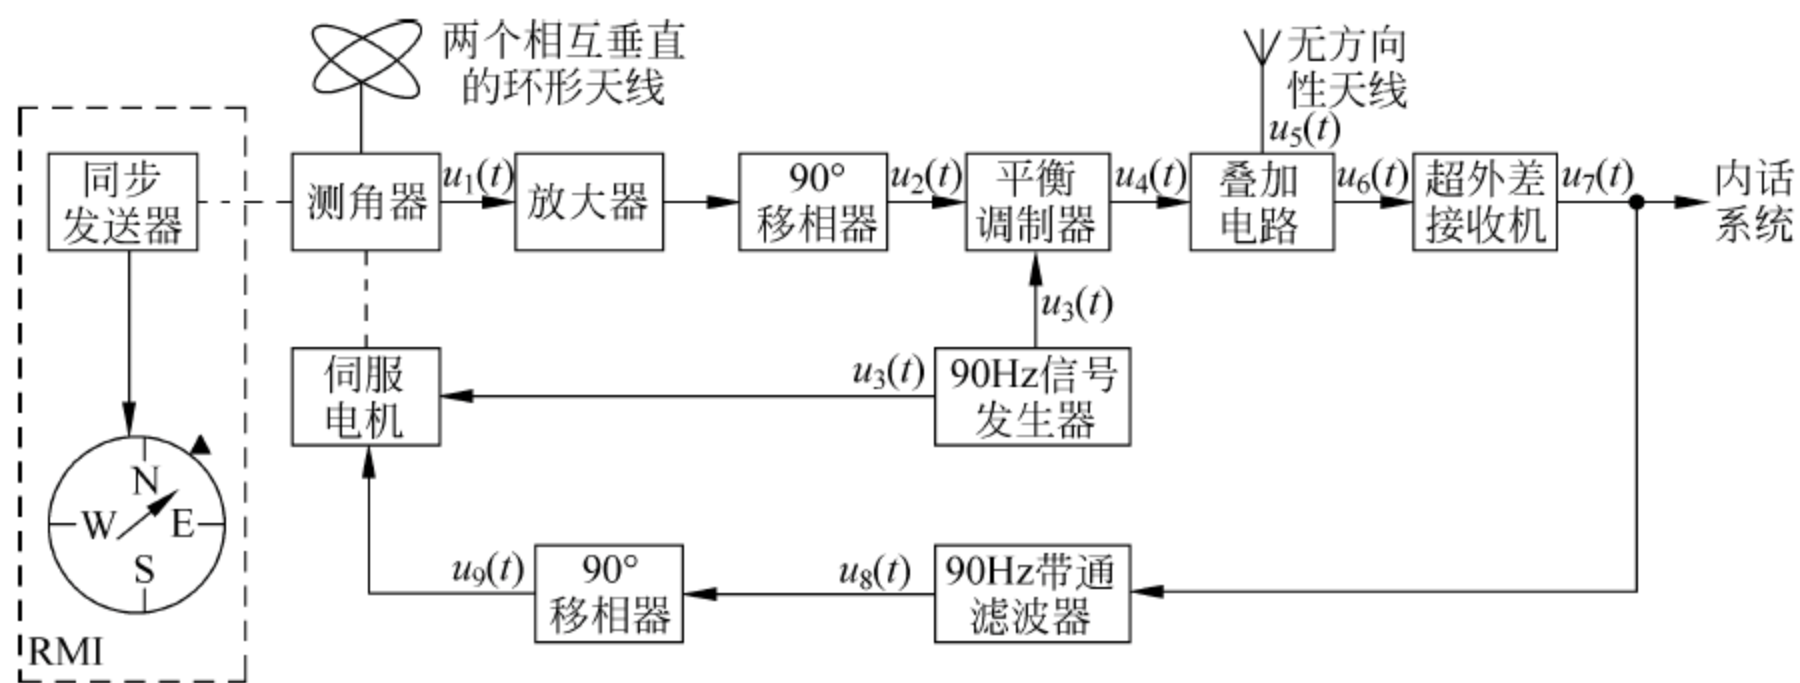 两个相互垂直
的环形天线
无方向
性天线
u5(t)
同步
发送器
测角器
u1(t)
放大器
90°
移相器
u2(t)
平衡
调制器
u4(t)
叠加
电路
u6(t)
超外差
接收机
u7(t)
内话
系统
u3(t)
伺服
电机
u3(t)
90Hz信号
发生器
N
W
E
S
u9(t)
90°
移相器
u8(t)
90Hz带通
滤波器
RMI